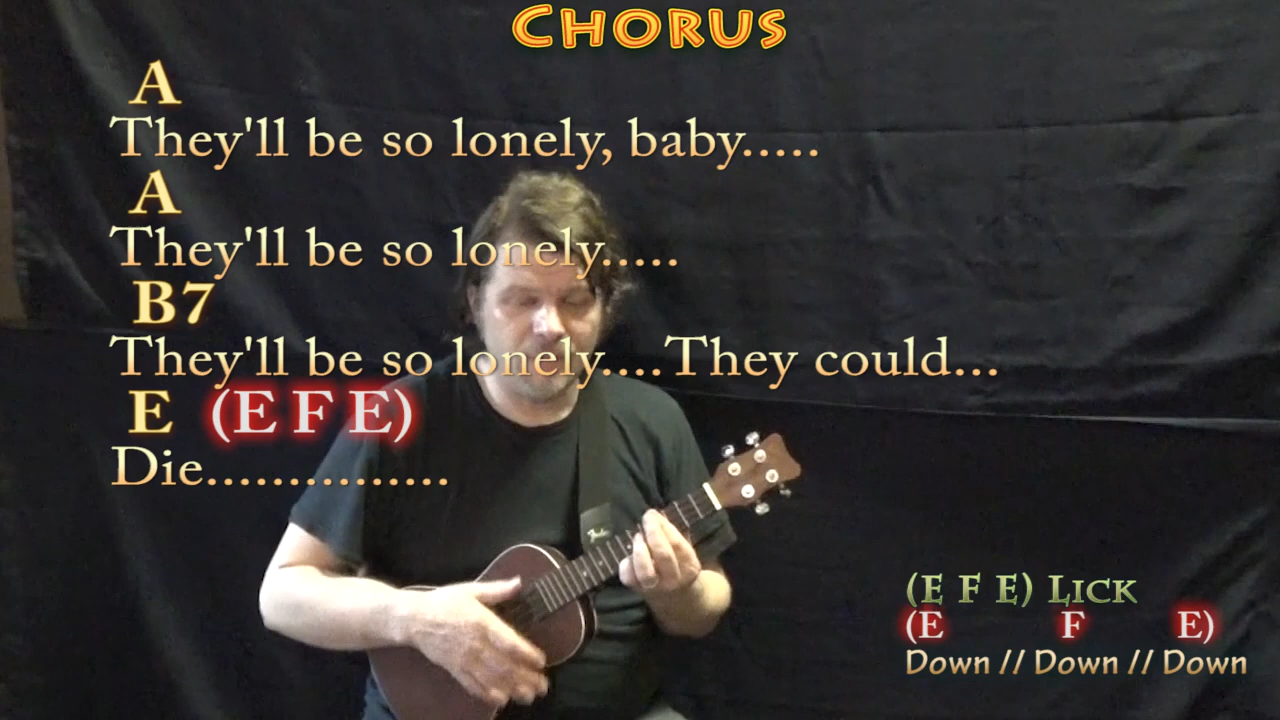 CHORUS
A
They'll be so lonely, baby.....
A
They'll be so lonely.....
B7
They'll be so lonely....They could...
E (E F E)
Die...............
(E F E) LICK
(E F E)
Down // Down // Down
Fender